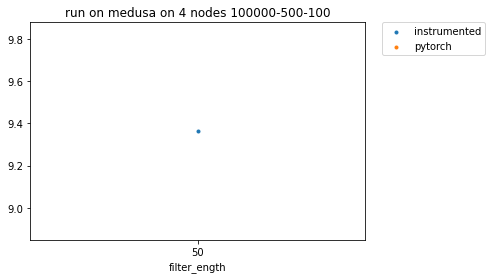 run on medusa on 4 nodes 100000-500-100
instrumented
pytorch
9.8
9.6
9.4
9.2
9.0
50
filter_ength